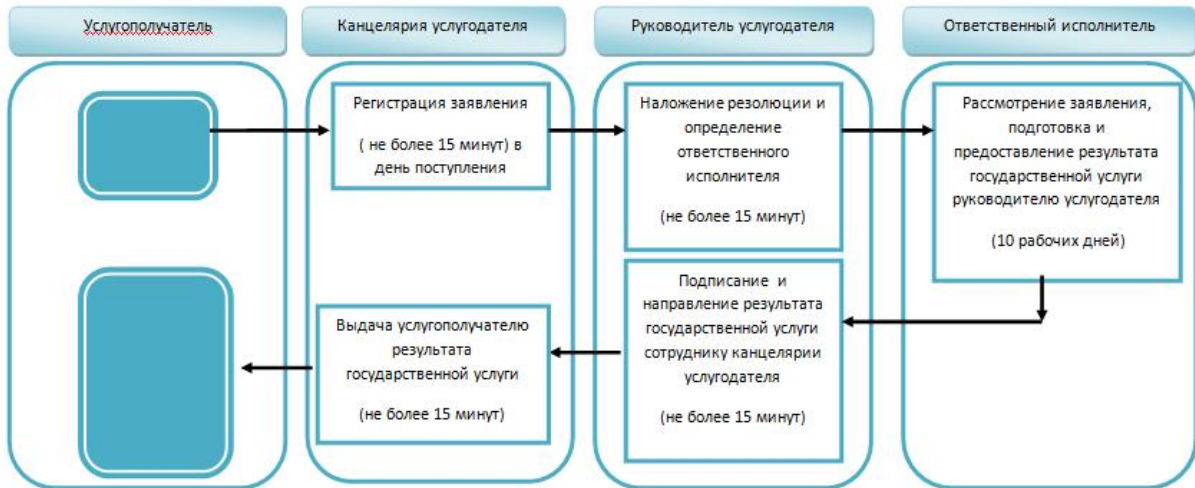 Услугополучатель
Канцелярия услугодателя
Руководитель услугодателя
Ответственный исполнитель
Регистрация заявления
( не более 15 минут) в
день поступления
Наложение резолюции и
определение
ответственного
исполнителя
(не более 15 минут)
Рассмотрение заявления,
подготовка и
предоставление результата
государственной услуги
руководителю услугодателя
(10 рабочих дней)
Подписание и
направление результата
государственной услуги
сотруднику канцелярии
услугодателя
(не более 15 минут)
Выдача услугополучателю
результата
государственной услуги
(не более 15 минут)